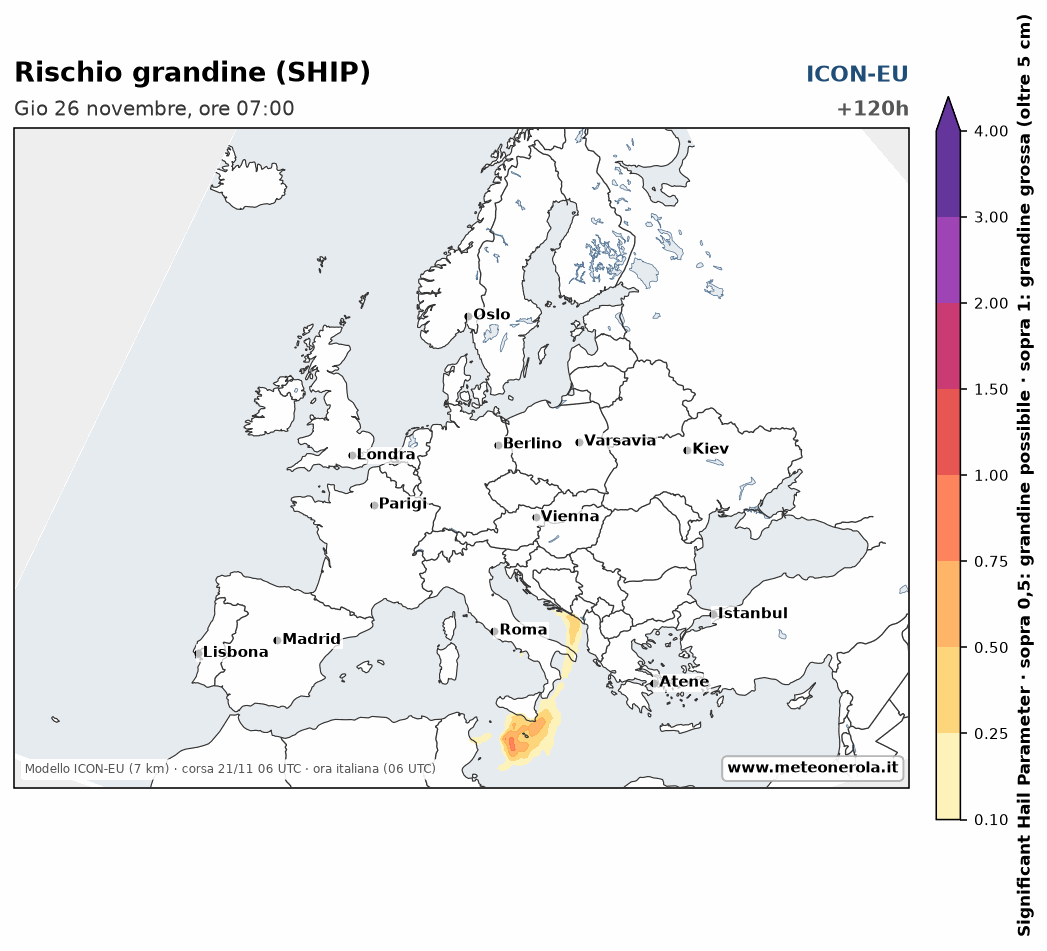 Rischio grandine (SHIP)
ICON-EU
Gio 26 novembre, ore 07:00
+120h
Oslo
Londra
Berlino
Varsavia
Kiev
Parigi
Vienna
Istanbul
Roma
Madrid
Lisbona
Atene
Modello ICON-EU (7 km) · corsa 21/11 06 UTC · ora italiana (06 UTC)
www.meteonerola.it
4.00
3.00
2.00
1.50
1.00
0.75
0.50
0.25
0.10
Significant Hail Parameter · sopra 0,5: grandine possibile · sopra 1: grandine grossa (oltre 5 cm)